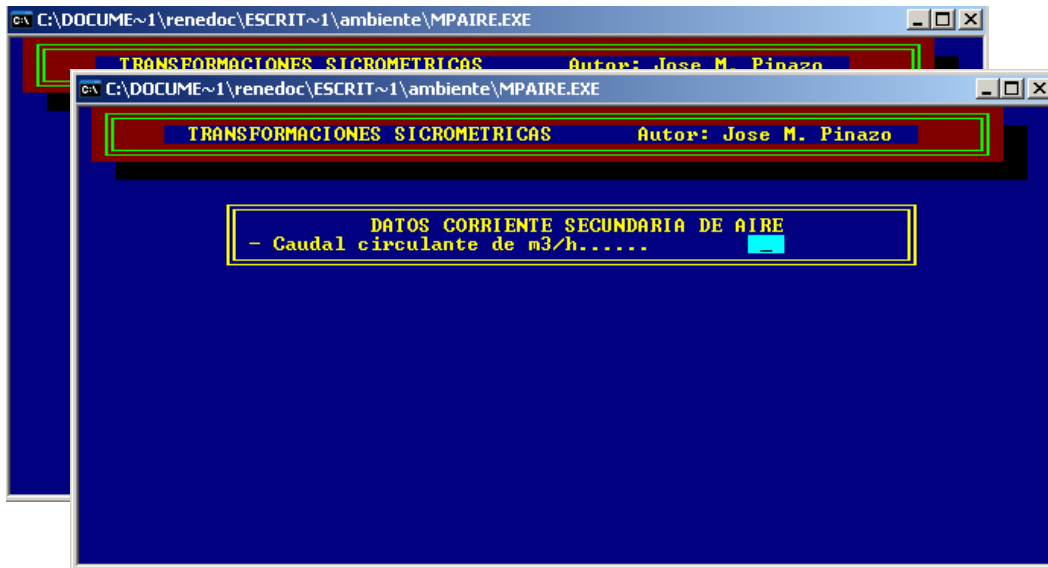 C:\DOCUME~1\renedoc\ESCRIT~1\ambiente\MPAIRE.EXE
TRANSFORMACIONES SICROMETRICAS Autor: Jose M. Pinazo
C:\DOCUME~1\renedoc\ESCRIT~1\ambiente\MPAIRE.EXE
TRANSFORMACIONES SICROMETRICAS Autor: Jose M. Pinazo
DATOS CORRIENTE SECUNDARIA DE AIRE
- Caudal circulante de m3/h...... _